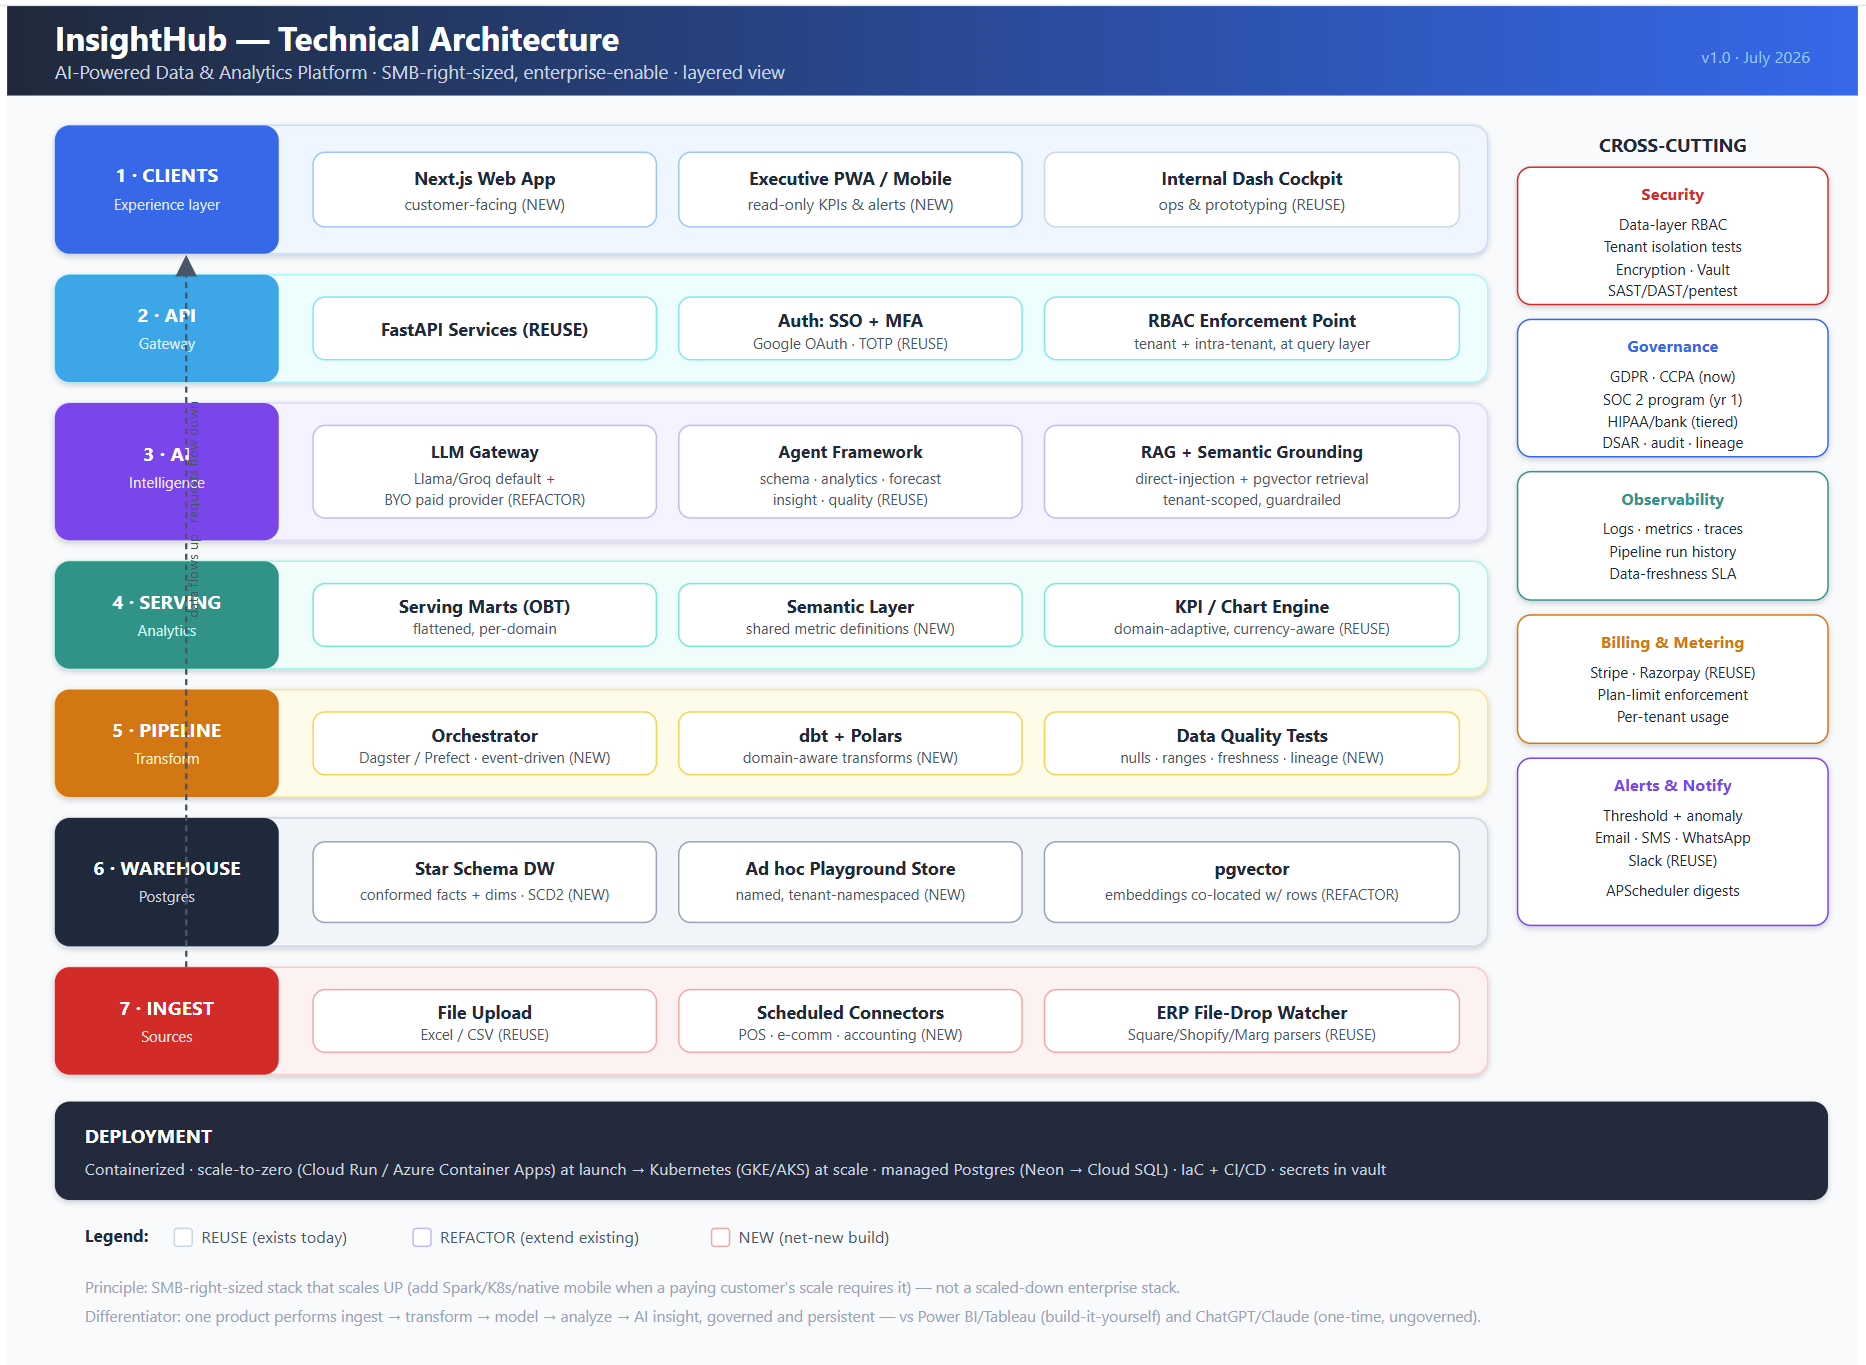 InsightHub — Technical Architecture
AI-Powered Data & Analytics Platform · SMB-right-sized, enterprise-enable · layered view
v1.0 · July 2026
1 · CLIENTS
Experience layer
Next.js Web App
customer-facing (NEW)
Executive PWA / Mobile
read-only KPIs & alerts (NEW)
Internal Dash Cockpit
ops & prototyping (REUSE)
2 · API
Gateway
FastAPI Services (REUSE)
Auth: SSO + MFA
Google OAuth · TOTP (REUSE)
RBAC Enforcement Point
tenant + intra-tenant, at query layer
3 · AI
Intelligence
LLM Gateway
Llama/Groq default +
BYO paid provider (REFACTOR)
Agent Framework
schema · analytics · forecast
insight · quality (REUSE)
RAG + Semantic Grounding
direct-injection + pgvector retrieval
tenant-scoped, guardrailed
data flows up · requests flow down
4 · SERVING
Analytics
Serving Marts (OBT)
flattened, per-domain
Semantic Layer
shared metric definitions (NEW)
KPI / Chart Engine
domain-adaptive, currency-aware (REUSE)
5 · PIPELINE
Transform
Orchestrator
Dagster / Prefect · event-driven (NEW)
dbt + Polars
domain-aware transforms (NEW)
Data Quality Tests
nulls · ranges · freshness · lineage (NEW)
6 · WAREHOUSE
Postgres
Star Schema DW
conformed facts + dims · SCD2 (NEW)
Ad hoc Playground Store
named, tenant-namespaced (NEW)
pgvector
embeddings co-located w/ rows (REFACTOR)
7 · INGEST
Sources
File Upload
Excel / CSV (REUSE)
Scheduled Connectors
POS · e-comm · accounting (NEW)
ERP File-Drop Watcher
Square/Shopify/Marg parsers (REUSE)
CROSS-CUTTING
Security
Data-layer RBAC
Tenant isolation tests
Encryption · Vault
SAST/DAST/pentest
Governance
GDPR · CCPA (now)
SOC 2 program (yr 1)
HIPAA/bank (tiered)
DSAR · audit · lineage
Observability
Logs · metrics · traces
Pipeline run history
Data-freshness SLA
Billing & Metering
Stripe · Razorpay (REUSE)
Plan-limit enforcement
Per-tenant usage
Alerts & Notify
Threshold + anomaly
Email · SMS · WhatsApp
Slack (REUSE)
APScheduler digests
DEPLOYMENT
Containerized · scale-to-zero (Cloud Run / Azure Container Apps) at launch → Kubernetes (GKE/AKS) at scale · managed Postgres (Neon → Cloud SQL) · IaC + CI/CD · secrets in vault
Legend: REUSE (exists today) REFACTOR (extend existing) NEW (net-new build)
Principle: SMB-right-sized stack that scales UP (add Spark/K8s/native mobile when a paying customer's scale requires it) — not a scaled-down enterprise stack.
Differentiator: one product performs ingest → transform → model → analyze → AI insight, governed and persistent — vs Power BI/Tableau (build-it-yourself) and ChatGPT/Claude (one-time, ungoverned).